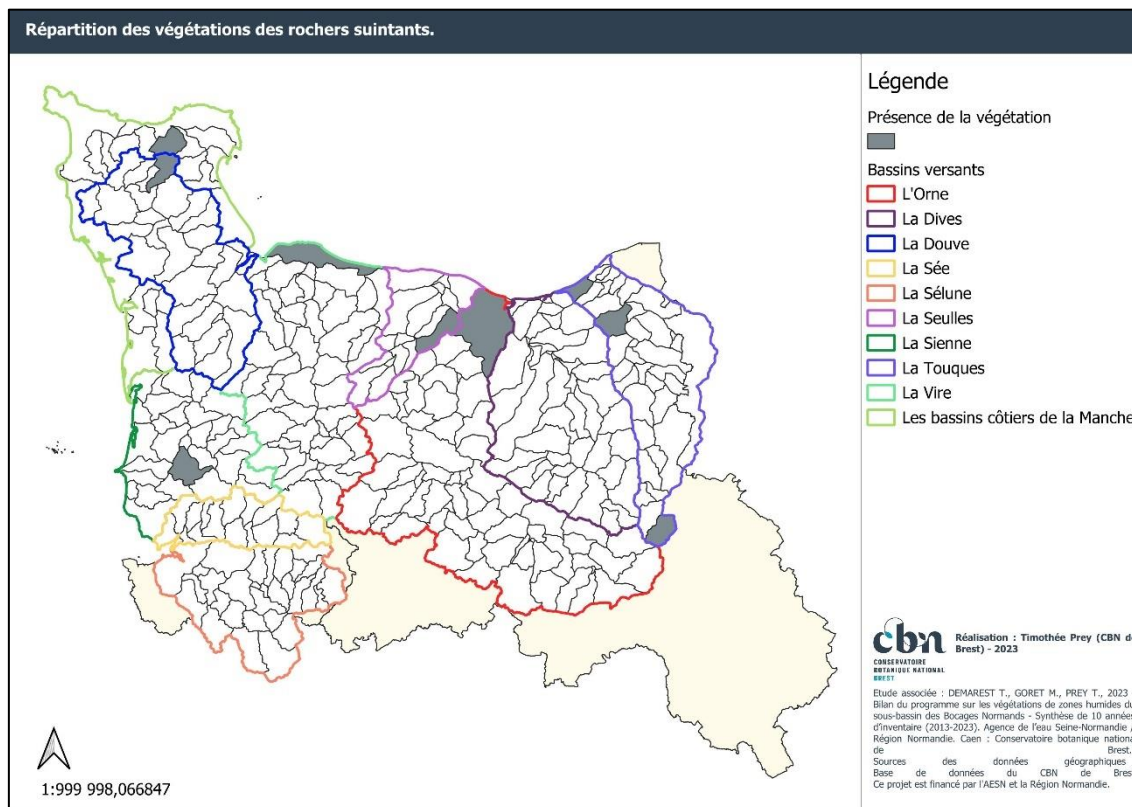 Répartition des végétations des rochers suintants.
Légende
Présence de la végétation
Bassins versants
L'Orne
La Dives
La Douve
La Sée
La Sélune
La Seulles
La Sienne
La Touques
La Vire
Les bassins côtiers de la Manche
1:999 998,066847
cbn
CONSERVATOIRE
BOTANIQUE NATIONAL
BREST
Réalisation : Timothée Prey (CBN de
Brest) - 2023
Etude associée : DEMAREST T., GORET M., PREY T., 2023
Bilan du programme sur les végétations de zones humides du
sous-bassin des Bocages Normands - Synthèse de 10 années
d'inventaire (2013-2023). Agence de l'eau Seine-Normandie /
Région Normandie. Caen : Conservatoire botanique national
de Brest.
Sources des données géographiques
Base de données du CBN de Brest
Ce projet est financé par l'AESN et la Région Normandie.